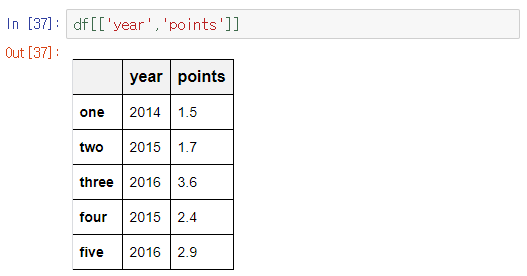 In [37]: df[['year','points']]
Out[37]:
year points
one 2014 1.5
two 2015 1.7
three 2016 3.6
four 2015 2.4
five 2016 2.9